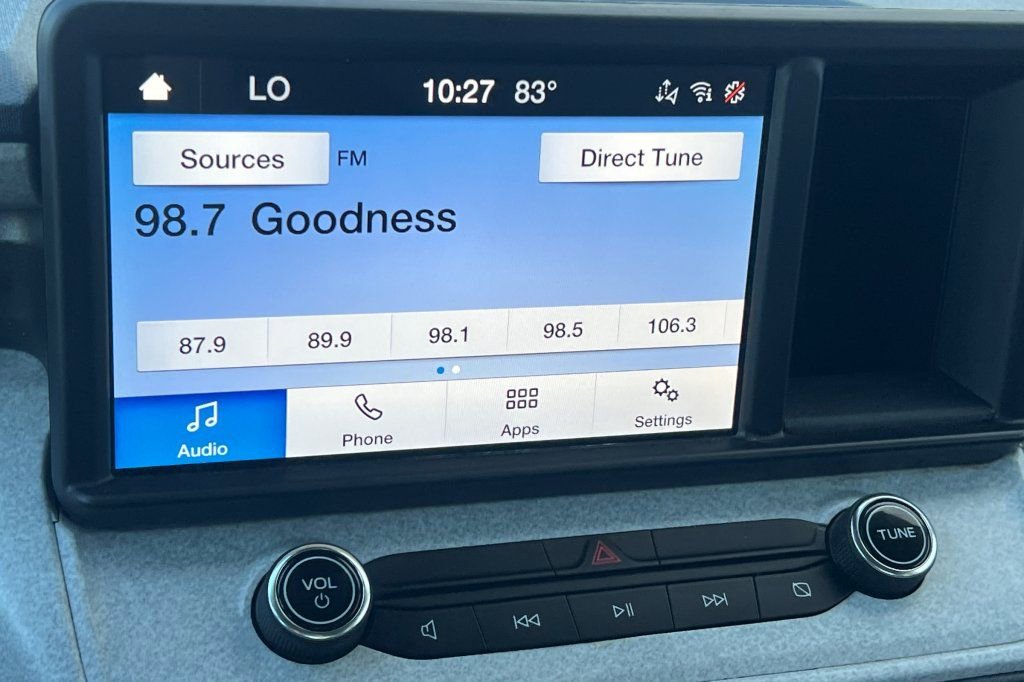 LO 10:27 83°
Sources FM Direct Tune
98.7 Goodness
87.9 89.9 98.1 98.5 106.3
Audio Phone Apps Settings
VOL TUNE